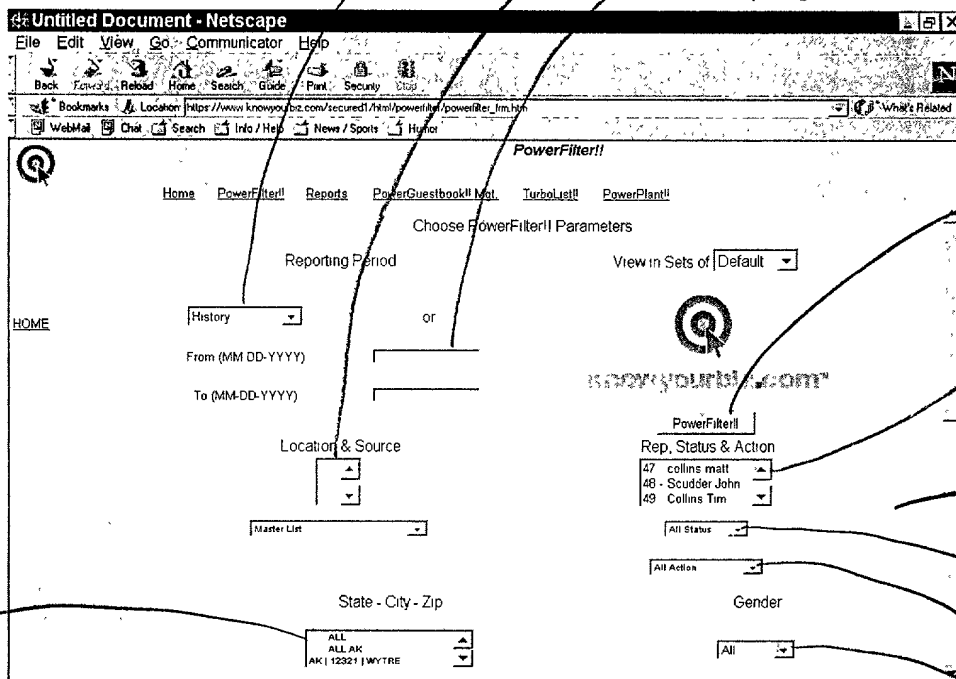 Untitled Document - Netscape
File Edit View Go Communicator Help
Back Forward Reload Home Search Guide Print Security Stop
Bookmarks Location https://www knowyourbiz.com/secured1/html/powerfilter/powerfilter_frm.htm What's Related
WebMail Chat Search Info / Help News / Sports Humor
PowerFilter!!
Home PowerFilter!! Reports PowerGuestbook!! Mgt. TurboList!! PowerPlant!!
Choose PowerFilter!! Parameters
Reporting Period
View in Sets of Default
HOME
History or
From (MM DD-YYYY)
knowyourbiz.com
To (MM-DD-YYYY)
PowerFilter!!
Location & Source
Rep, Status & Action
47 collins matt
48 - Scudder John
49 Collins Tim
Master List
All Status
All Action
State - City - Zip
Gender
ALL
ALL AK
AK | 12321 | WYTRE
All